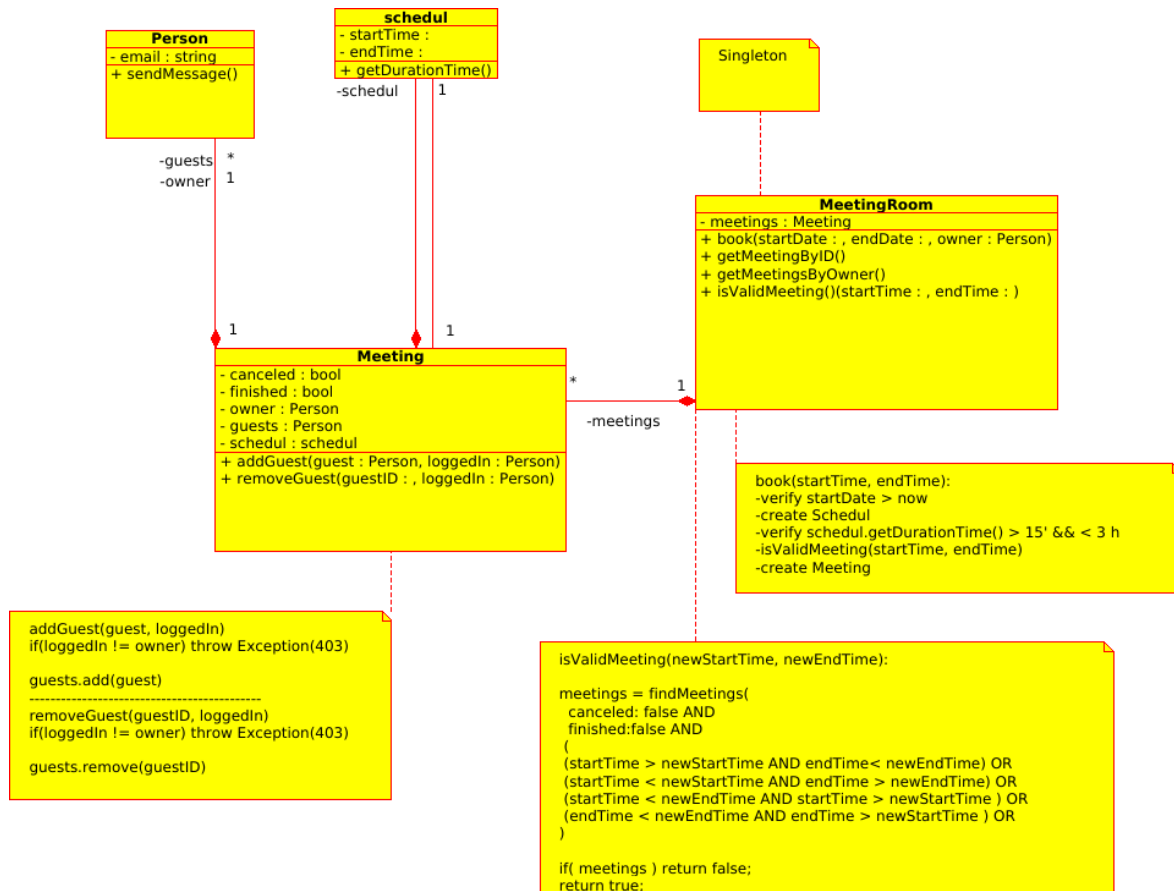 Person
- email : string
+ sendMessage()
schedul
- startTime :
- endTime :
+ getDurationTime()
Singleton
-schedul
1
-guests
*
-owner
1
MeetingRoom
- meetings : Meeting
+ book(startDate : , endDate : , owner : Person)
+ getMeetingByID()
+ getMeetingsByOwner()
+ isValidMeeting()(startTime : , endTime : )
1
1
Meeting
- canceled : bool
- finished : bool
- owner : Person
- guests : Person
- schedul : schedul
+ addGuest(guest : Person, loggedIn : Person)
+ removeGuest(guestID : , loggedIn : Person)
*
1
-meetings
book(startTime, endTime):
-verify startDate > now
-create Schedul
-verify schedul.getDurationTime() > 15' && < 3 h
-isValidMeeting(startTime, endTime)
-create Meeting
addGuest(guest, loggedIn)
if(loggedIn != owner) throw Exception(403)
guests.add(guest)
--------------------------------------------
removeGuest(guestID, loggedIn)
if(loggedIn != owner) throw Exception(403)
guests.remove(guestID)
isValidMeeting(newStartTime, newEndTime):
meetings = findMeetings(
canceled: false AND
finished:false AND
(
(startTime > newStartTime AND endTime< newEndTime) OR
(startTime < newStartTime AND endTime > newEndTime) OR
(startTime < newEndTime AND startTime > newStartTime ) OR
(endTime < newEndTime AND endTime > newStartTime ) OR
)
if( meetings ) return false;
return true;